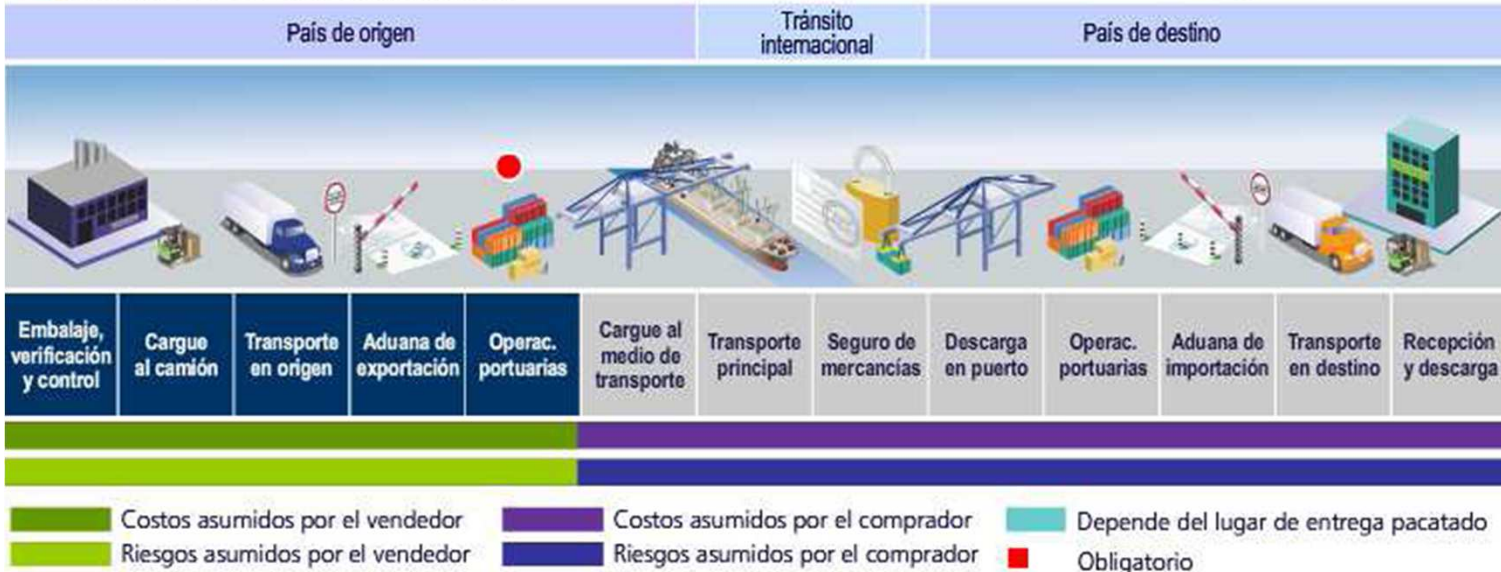 País de origen
Tránsito
internacional
País de destino
Embalaje,
verificación
y control
Cargue
al camión
Transporte
en origen
Aduana de
exportación
Operac.
portuarias
Cargue al
medio de
transporte
Transporte
principal
Seguro de
mercancías
Descarga
en puerto
Operac.
portuarias
Aduana de
importación
Transporte
en destino
Recepción
y descarga
Costos asumidos por el vendedor
Costos asumidos por el comprador
Depende del lugar de entrega pacatado
Riesgos asumidos por el vendedor
Riesgos asumidos por el comprador
Obligatorio